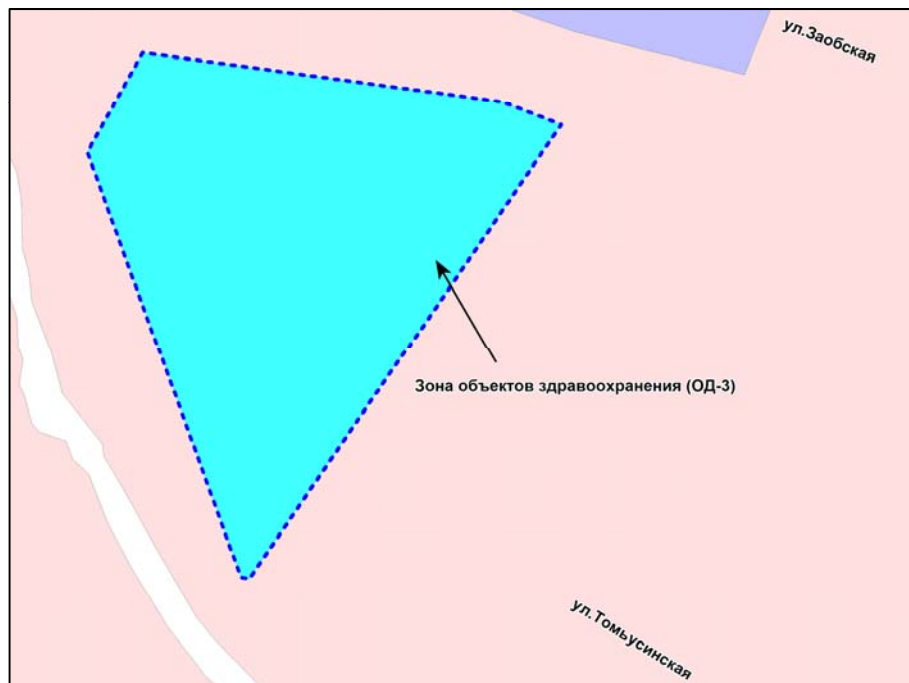 ул.Заобская
Зона объектов здравоохранения (ОД-3)
ул.Томьусинская